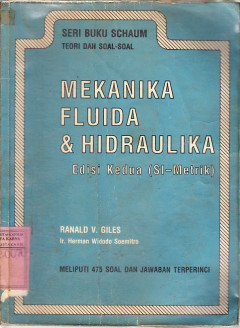 SERI BUKU SCHAUM
TEORI DAN SOAL-SOAL
MEKANIKA
FLUIDA
& HIDRAULIKA
Edisi Kedua (SI-Metrik)
RANALD V. GILES
Ir. Herman Widodo Soemitro
MELIPUTI 475 SOAL DAN JAWABAN TERPERINCI